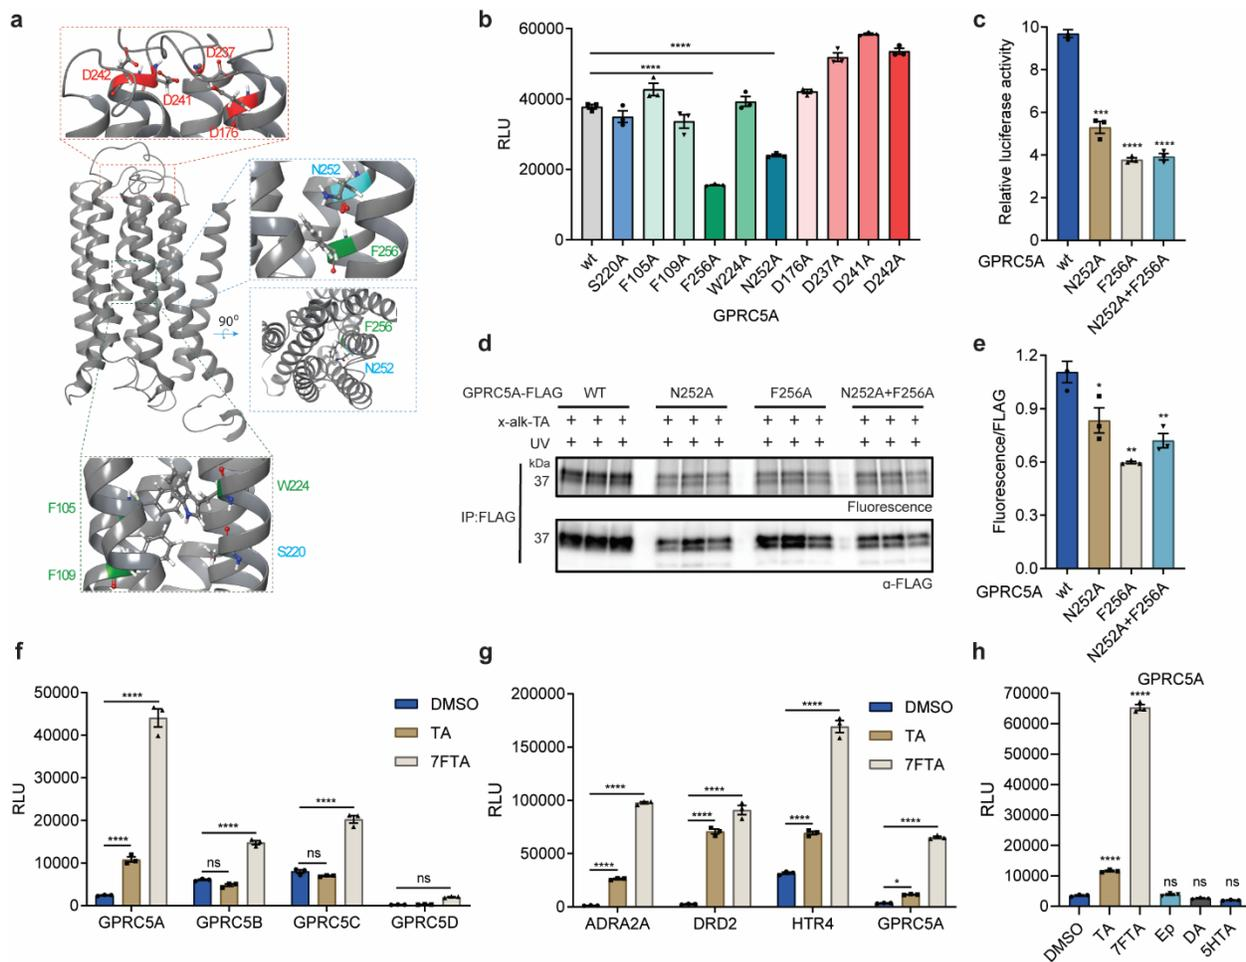 a
D242
D237
D241
D176
N252
F256
90°
F256
N252
F105
W224
S220
F109
b
RLU
60000
40000
20000
0
****
****
wt
S220A
F105A
F109A
F256A
W224A
N252A
D176A
D237A
D241A
D242A
GPRC5A
c
Relative luciferase activity
10
8
6
4
2
0
***
****
****
GPRC5A
wt
N252A
F256A
N252A+F256A
d
GPRC5A-FLAG WT N252A F256A N252A+F256A
x-alk-TA + + + + + + + + + + + +
UV + + + + + + + + + + + +
kDa
37
Fluorescence
IP:FLAG
37
α-FLAG
e
Fluorescence/FLAG
1.2
0.9
0.6
0.3
0.0
*
**
**
GPRC5A
wt
N252A
F256A
N252A+F256A
f
RLU
50000
40000
30000
20000
10000
0
****
****
ns
****
ns
****
ns
DMSO
TA
7FTA
GPRC5A GPRC5B GPRC5C GPRC5D
g
RLU
200000
150000
100000
50000
0
****
****
****
****
****
****
*
****
DMSO
TA
7FTA
ADRA2A DRD2 HTR4 GPRC5A
h
GPRC5A
RLU
70000
60000
50000
40000
30000
20000
10000
0
****
****
ns
ns
ns
DMSO
TA
7FTA
Ep
DA
5HTA